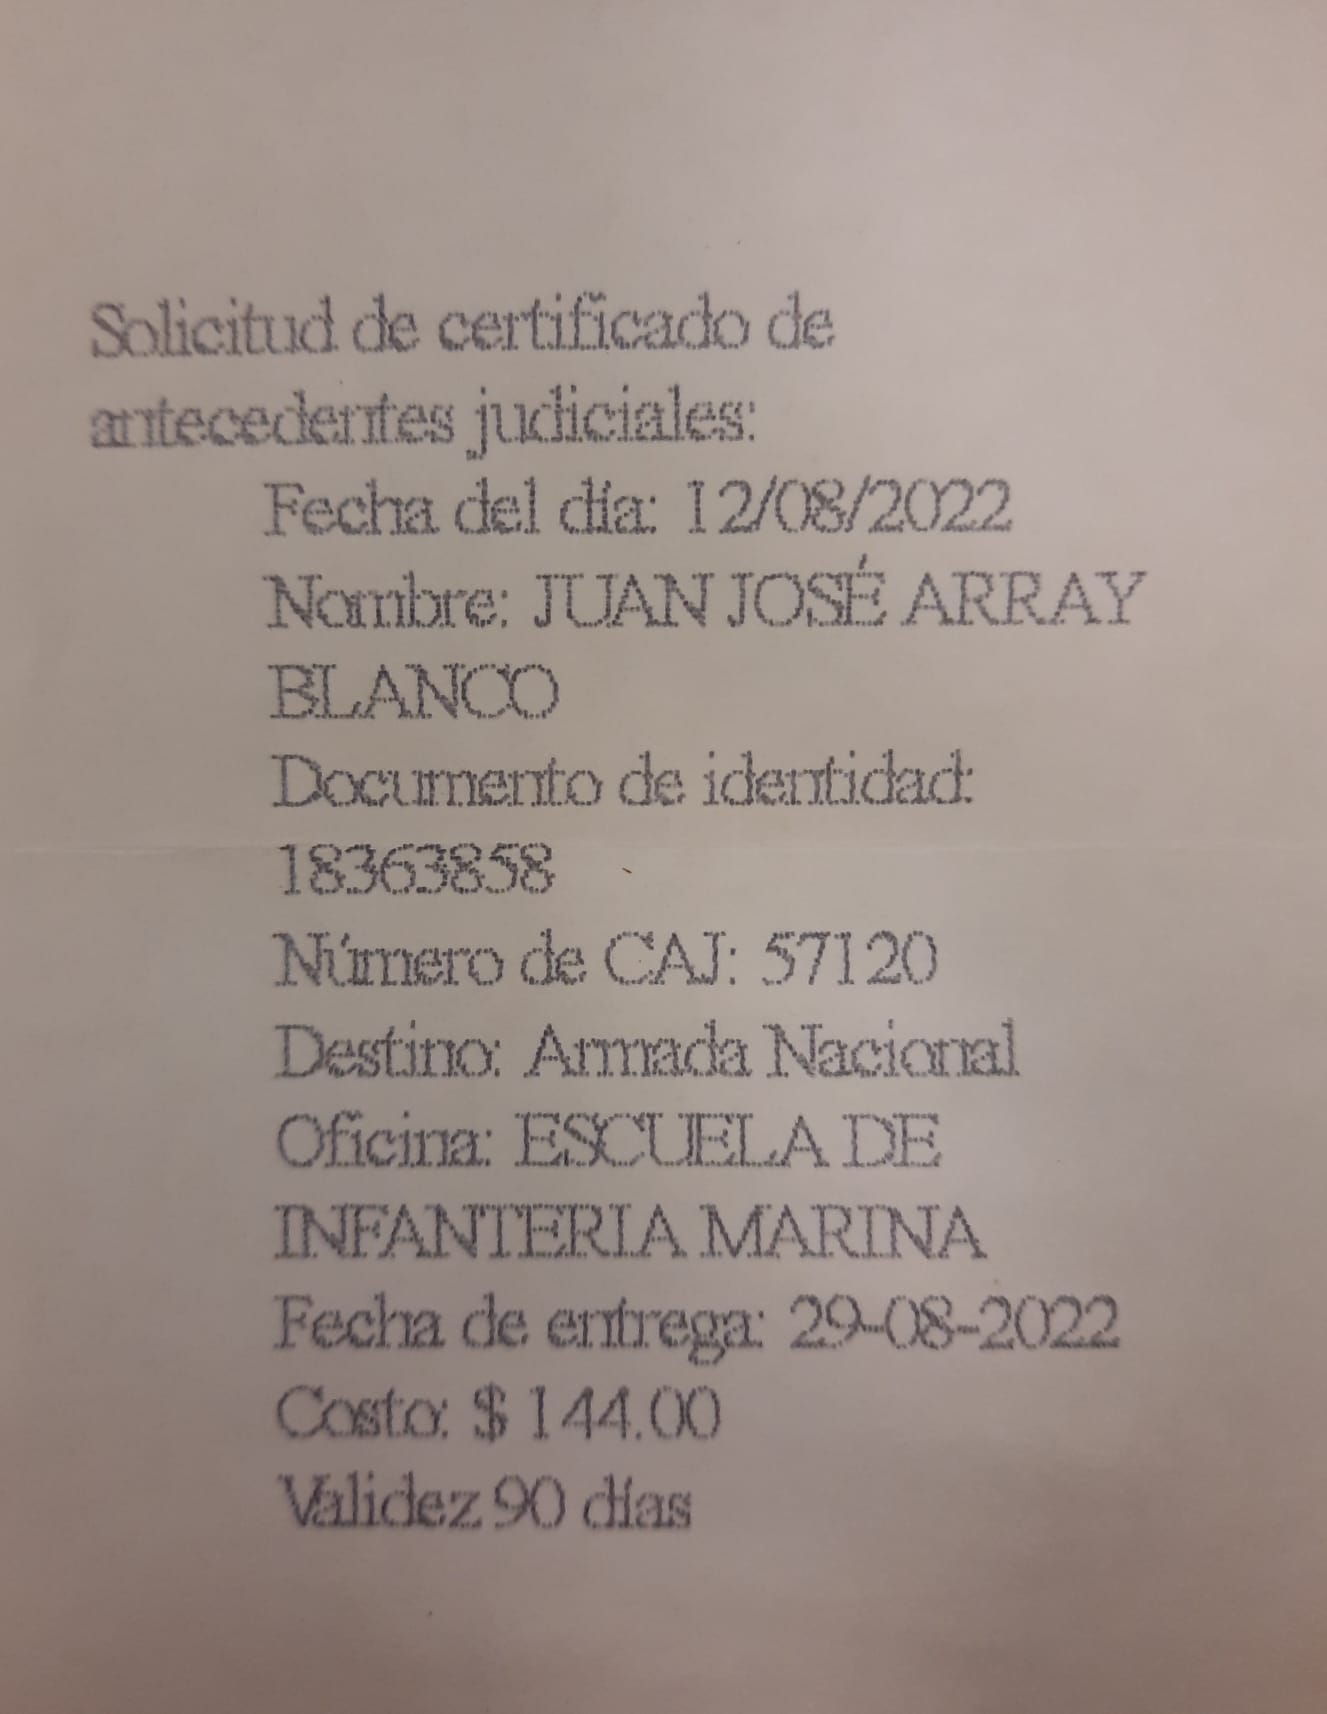 Solicitud de certificado de
antecedentes judiciales:
Fecha del día: 12/08/2022
Nombre: JUAN JOSÉ ARRAY
BLANCO
Documento de identidad:
18363858
Número de CAJ: 57120
Destino: Armada Nacional
Oficina: ESCUELA DE
INFANTERIA MARINA
Fecha de entrega: 29-08-2022
Costo: $ 144.00
Validez 90 días